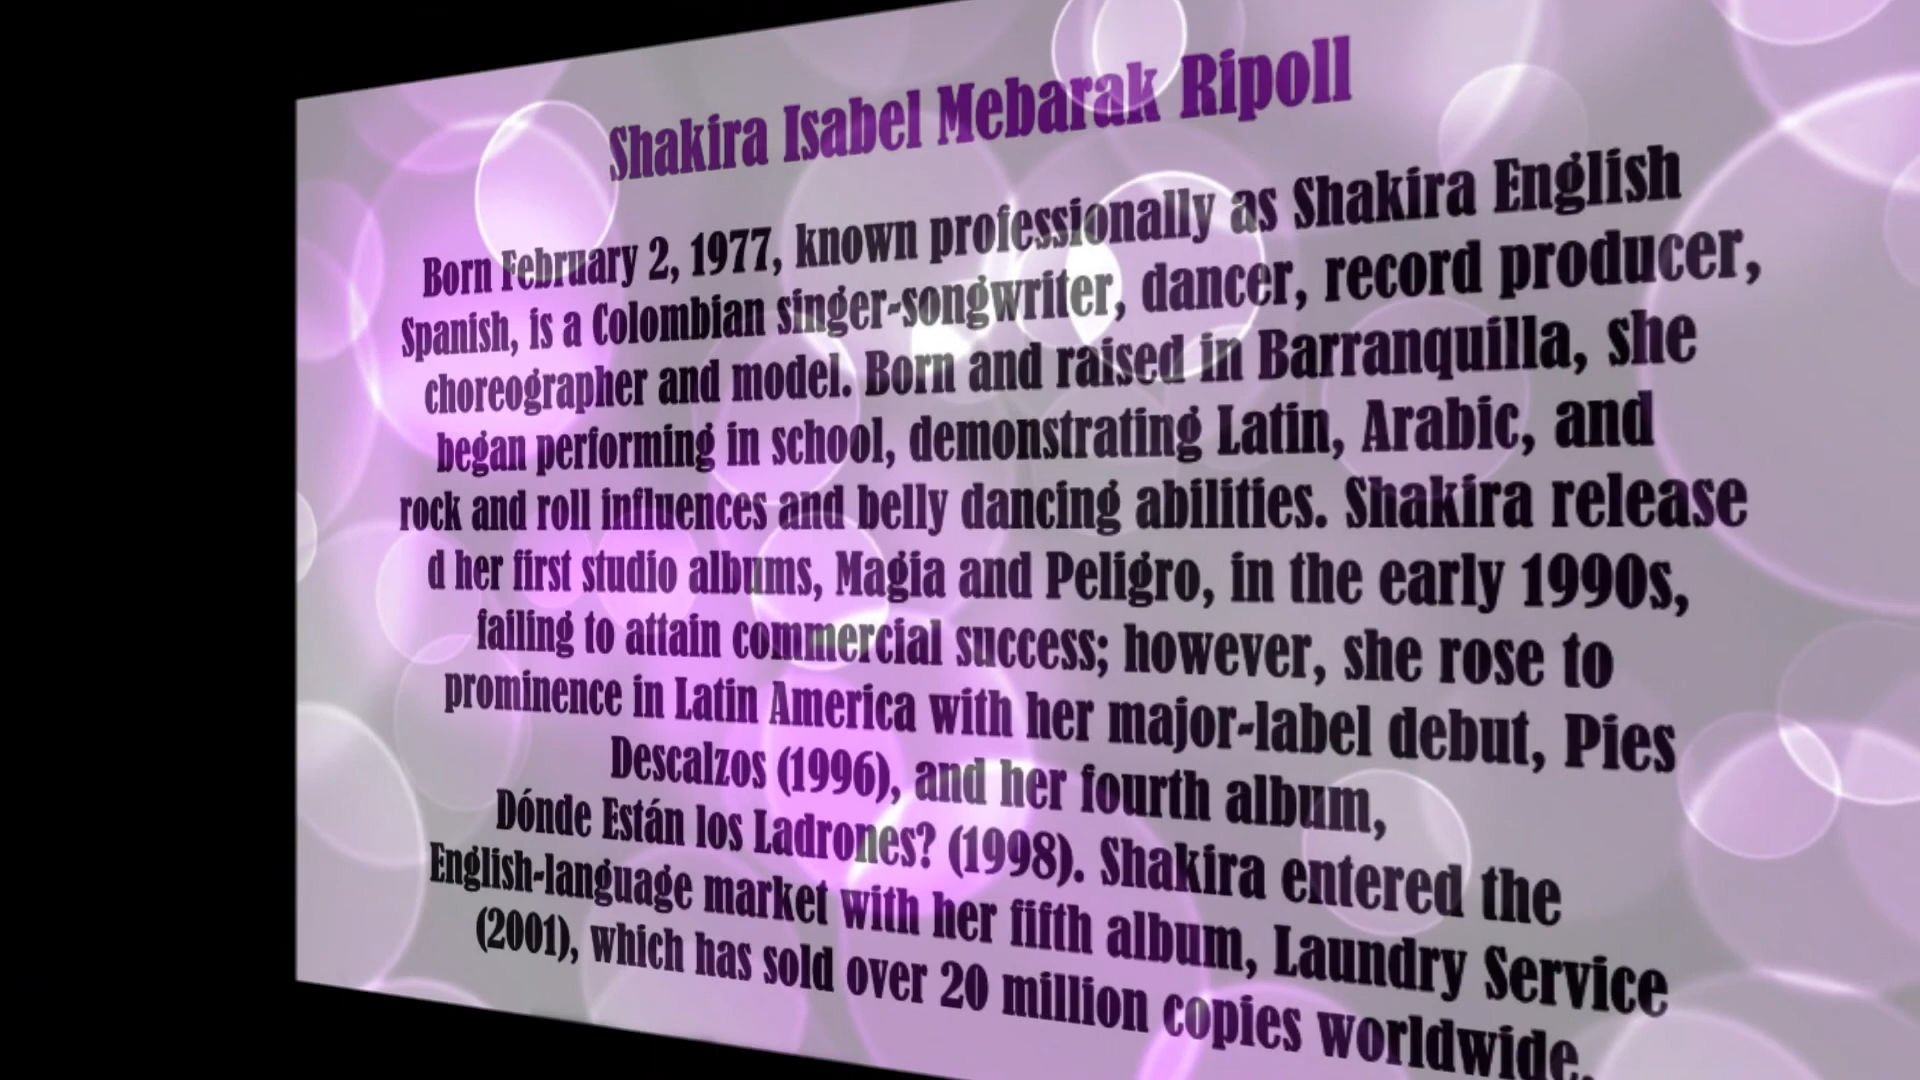 Shakira Isabel Mebarak Ripoll
Born February 2, 1977, known professionally as Shakira English
Spanish, is a Colombian singer-songwriter, dancer, record producer,
choreographer and model. Born and raised in Barranquilla, she
began performing in school, demonstrating Latin, Arabic, and
rock and roll influences and belly dancing abilities. Shakira release
d her first studio albums, Magia and Peligro, in the early 1990s,
failing to attain commercial success; however, she rose to
prominence in Latin America with her major-label debut, Pies
Descalzos (1996), and her fourth album,
Dónde Están los Ladrones? (1998). Shakira entered the
English-language market with her fifth album, Laundry Service
(2001), which has sold over 20 million copies worldwide.